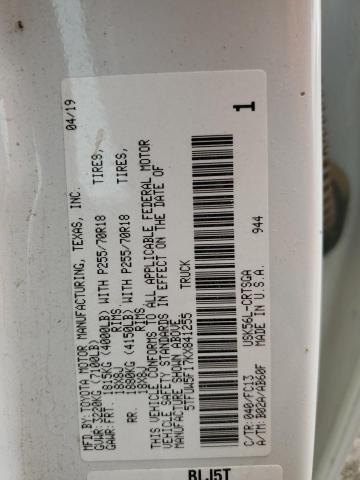 MFD.BY:TOYOTA MOTOR MANUFACTURING, TEXAS, INC. 04/19
GVWR: 3220KG (7100LB)
GAWR: FRT. 1815KG (4000LB) WITH P255/70R18 TIRES,
18X8J RIMS
RR. 1880KG (4150LB) WITH P255/70R18 TIRES,
18X8J RIMS
THIS VEHICLE CONFORMS TO ALL APPLICABLE FEDERAL MOTOR
VEHICLE SAFETY STANDARDS IN EFFECT ON THE DATE OF
MANUFACTURE SHOWN ABOVE.
5TFUW5F17KX841255 TRUCK
1
C/TR:040/FC13 USK56L-CRTSGA
A/TM: B02A/AB60F MADE IN U.S.A. 944
BLJ5T